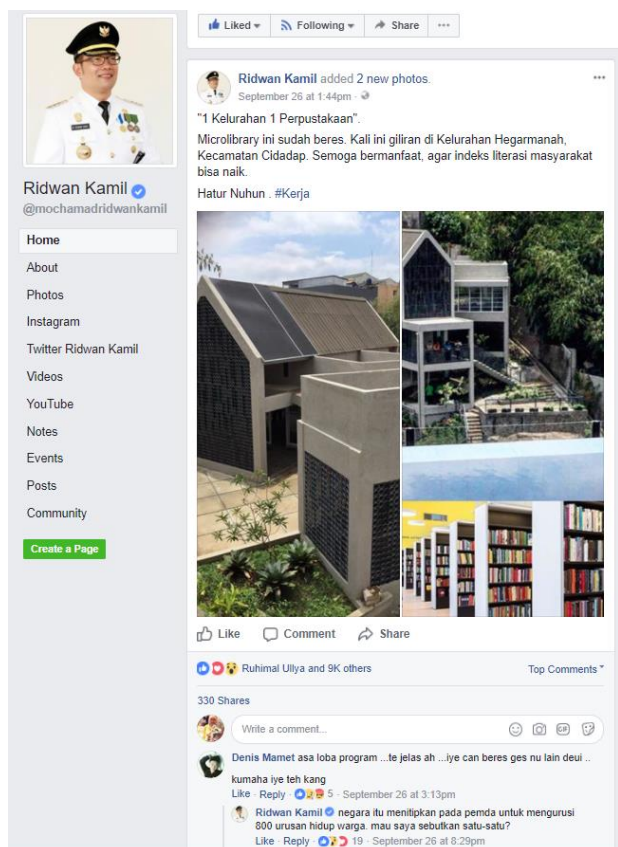 Liked
Following
Share
Ridwan Kamil added 2 new photos.
September 26 at 1:44pm ·
"1 Kelurahan 1 Perpustakaan".
Microlibrary ini sudah beres. Kali ini giliran di Kelurahan Hegarmanah,
Kecamatan Cidadap. Semoga bermanfaat, agar indeks literasi masyarakat
bisa naik.
Hatur Nuhun . #Kerja
Ridwan Kamil
@mochamadridwankamil
Home
About
Photos
Instagram
Twitter Ridwan Kamil
Videos
YouTube
Notes
Events
Posts
Community
Create a Page
Like Comment Share
Ruhimal Ullya and 9K others
Top Comments
330 Shares
Write a comment...
GIF
Denis Mamet asa loba program ...te jelas ah ...iye can beres ges nu lain deui ..
kumaha iye teh kang
Like · Reply · 5 · September 26 at 3:13pm
Ridwan Kamil negara itu menitipkan pada pemda untuk mengurusi
800 urusan hidup warga. mau saya sebutkan satu-satu?
Like · Reply · 19 · September 26 at 8:29pm